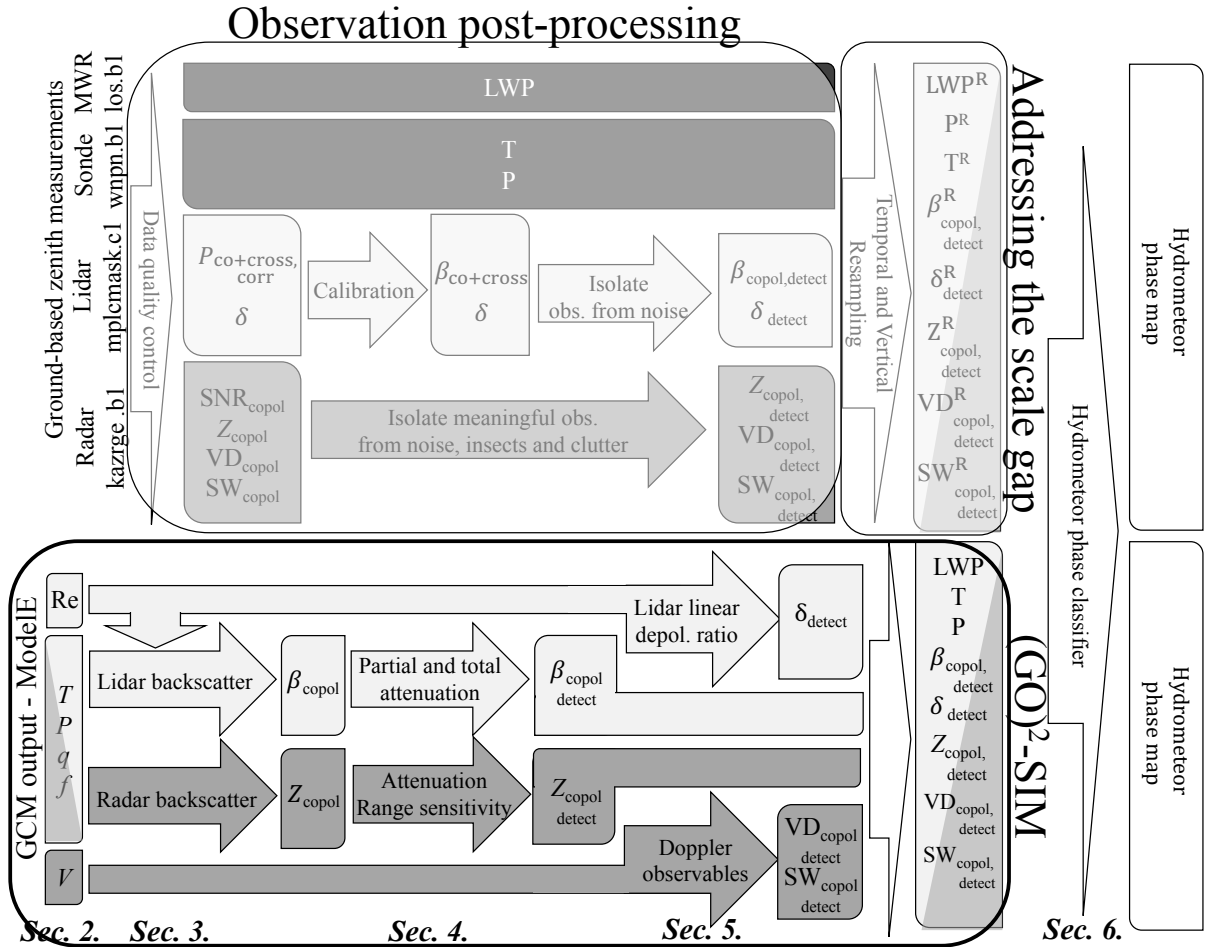 Observation post-processing
Ground-based zenith measurements
MWR
los.b1
Sonde
wnpn.b1
Lidar
mplcmask.c1
Radar
kazrge .b1
Data quality control
LWP
T
P
P co+cross,
corr
δ
Calibration
β co+cross
δ
Isolate
obs. from noise
β copol,detect
δ detect
SNR copol
Z copol
VD copol
SW copol
Isolate meaningful obs.
from noise, insects and clutter
Z copol,
detect
VD copol,
detect
SW copol,
detect
Temporal and Vertical
Resampling
LWP^R
P^R
T^R
β^R copol,
detect
δ^R
detect
Z^R
copol,
detect
VD^R
copol,
detect
SW^R
copol,
detect
Addressing the scale gap
Hydrometeor phase classifier
Hydrometeor
phase map
GCM output - ModelE
Re
T
P
q
f
V
Lidar backscatter
β copol
Partial and total
attenuation
β copol
detect
Lidar linear
depol. ratio
δ detect
Radar backscatter
Z copol
Attenuation
Range sensitivity
Z copol
detect
Doppler
observables
VD copol
detect
SW copol
detect
LWP
T
P
β copol,
detect
δ detect
Z copol,
detect
VD copol,
detect
SW copol,
detect
(GO)²-SIM
Hydrometeor
phase map
Sec. 2. Sec. 3. Sec. 4. Sec. 5. Sec. 6.